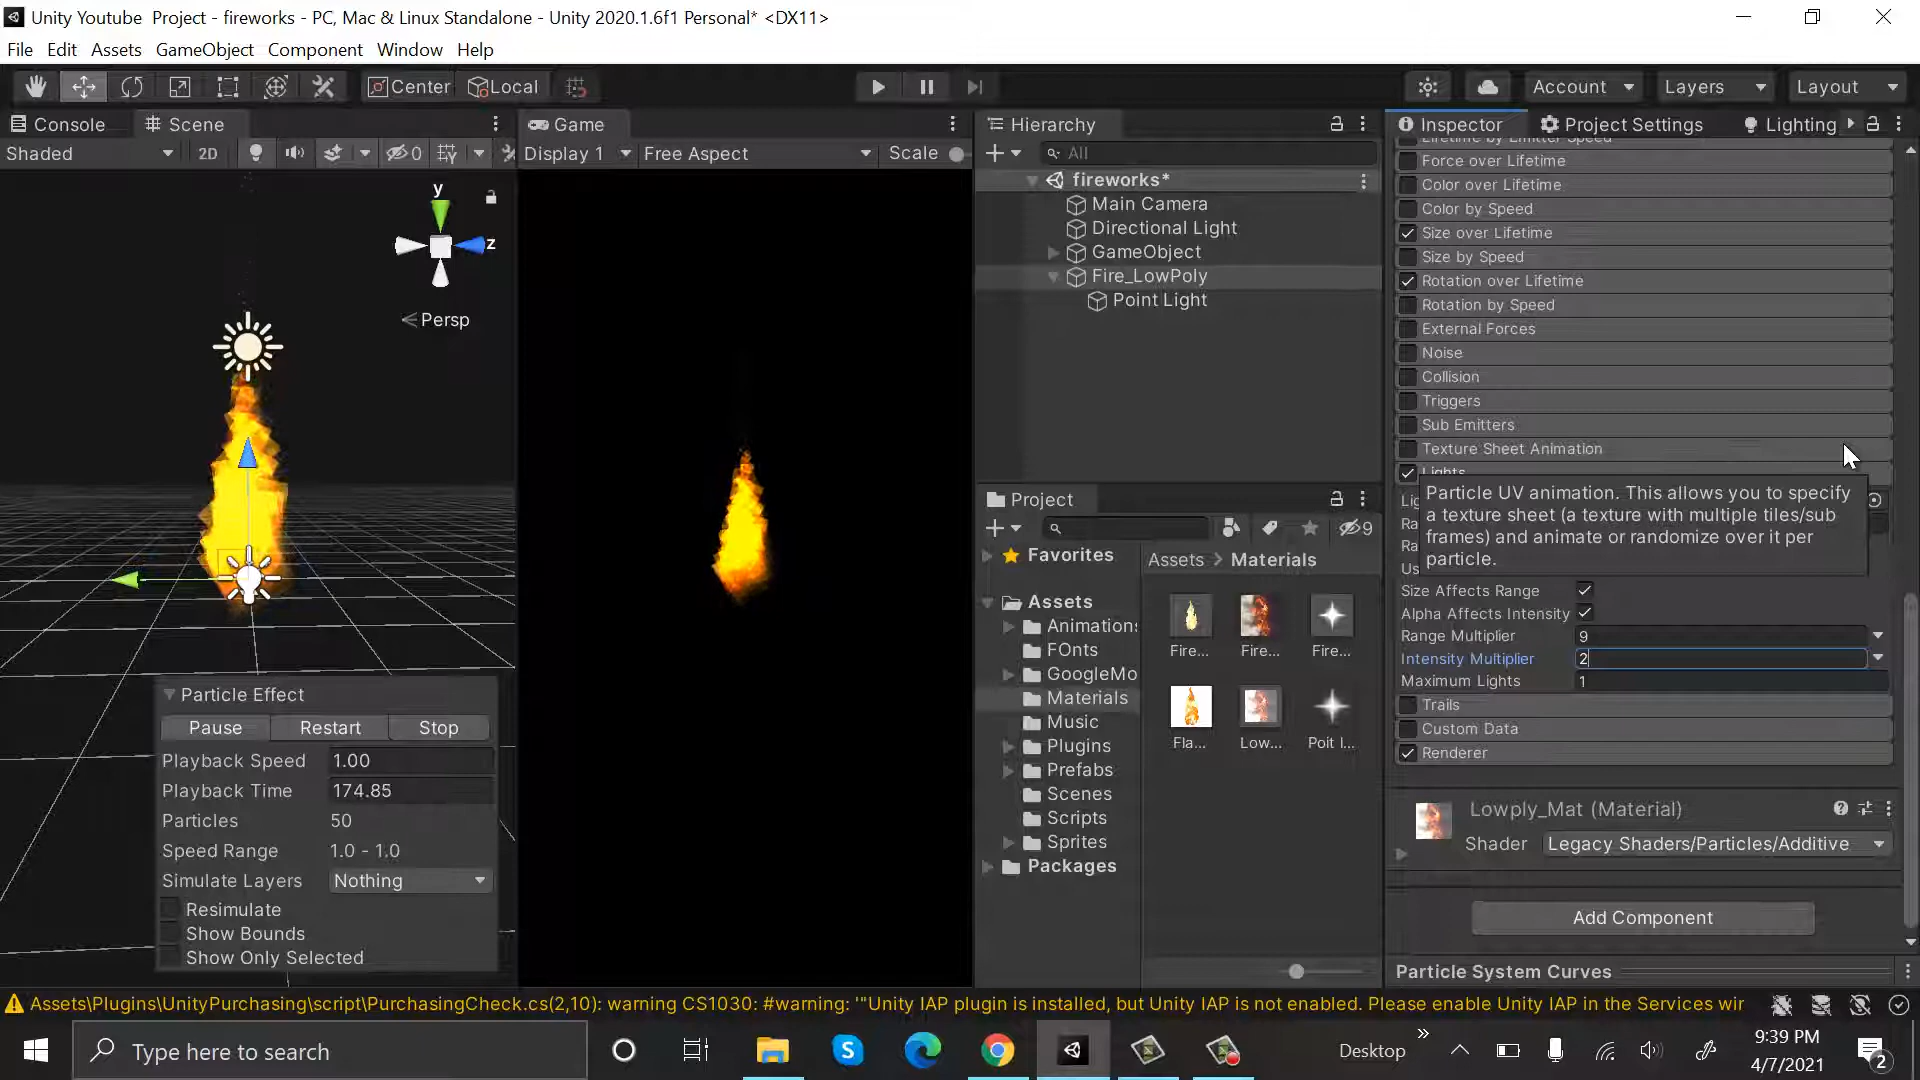 Unity Youtube  Project - fireworks - PC, Mac & Linux Standalone - Unity 2020.1.6f1 Personal* <DX11>
File Edit Assets GameObject Component Window Help
Center Local Account Layers Layout
Console Scene
Game
Hierarchy
Inspector Project Settings Lighting
Shaded 2D 0
Display 1 Free Aspect Scale
All
fireworks*
Main Camera
Directional Light
GameObject
Fire_LowPoly
Point Light
y
z
Persp
Lifetime by Emitter Speed
Force over Lifetime
Color over Lifetime
Color by Speed
Size over Lifetime
Size by Speed
Rotation over Lifetime
Rotation by Speed
External Forces
Noise
Collision
Triggers
Sub Emitters
Texture Sheet Animation
Lights
Particle UV animation. This allows you to specify
a texture sheet (a texture with multiple tiles/sub
frames) and animate or randomize over it per
particle.
Lig
Ra
Ra
Us
Size Affects Range
Alpha Affects Intensity
Range Multiplier 9
Intensity Multiplier 2
Maximum Lights 1
Trails
Custom Data
Renderer
Lowply_Mat (Material)
Shader Legacy Shaders/Particles/Additive
Add Component
Particle System Curves
Project
9
Favorites
Assets
Animation
FOnts
GoogleMo
Materials
Music
Plugins
Prefabs
Scenes
Scripts
Sprites
Packages
Assets > Materials
Fire... Fire... Fire...
Fla... Low... Poit l...
Particle Effect
Pause Restart Stop
Playback Speed 1.00
Playback Time 174.85
Particles 50
Speed Range 1.0 - 1.0
Simulate Layers Nothing
Resimulate
Show Bounds
Show Only Selected
Assets\Plugins\UnityPurchasing\script\PurchasingCheck.cs(2,10): warning CS1030: #warning: '"Unity IAP plugin is installed, but Unity IAP is not enabled. Please enable Unity IAP in the Services wir
Type here to search
Desktop
9:39 PM
4/7/2021
2